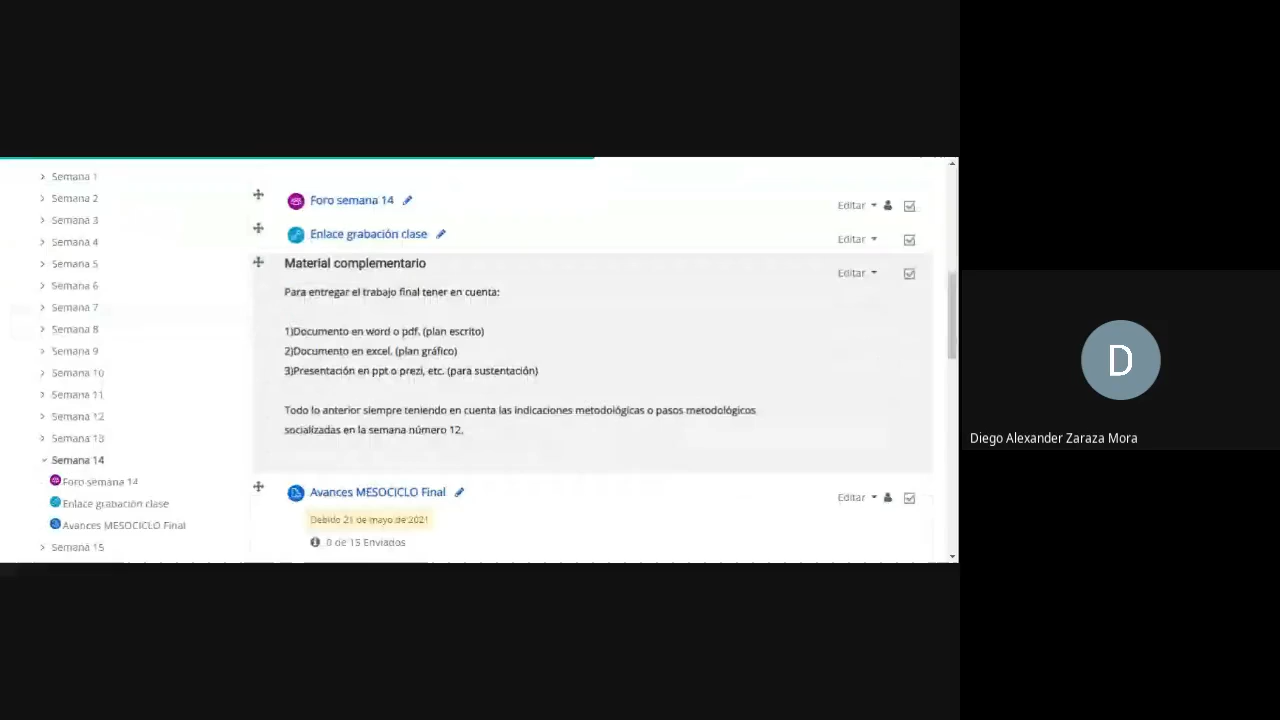 Semana 1
Semana 2
Semana 3
Semana 4
Semana 5
Semana 6
Semana 7
Semana 8
Semana 9
Semana 10
Semana 11
Semana 12
Semana 13
Semana 14
Foro semana 14
Enlace grabación clase
Avances MESOCICLO Final
Semana 15
Foro semana 14
Editar
Enlace grabación clase
Editar
Material complementario
Editar
Para entregar el trabajo final tener en cuenta:
1)Documento en word o pdf. (plan escrito)
2)Documento en excel. (plan gráfico)
3)Presentación en ppt o prezi, etc. (para sustentación)
Todo lo anterior siempre teniendo en cuenta las indicaciones metodológicas o pasos metodológicos
socializadas en la semana número 12.
Avances MESOCICLO Final
Editar
Debido 21 de mayo de 2021
0 de 15 Enviados
D
Diego Alexander Zaraza Mora